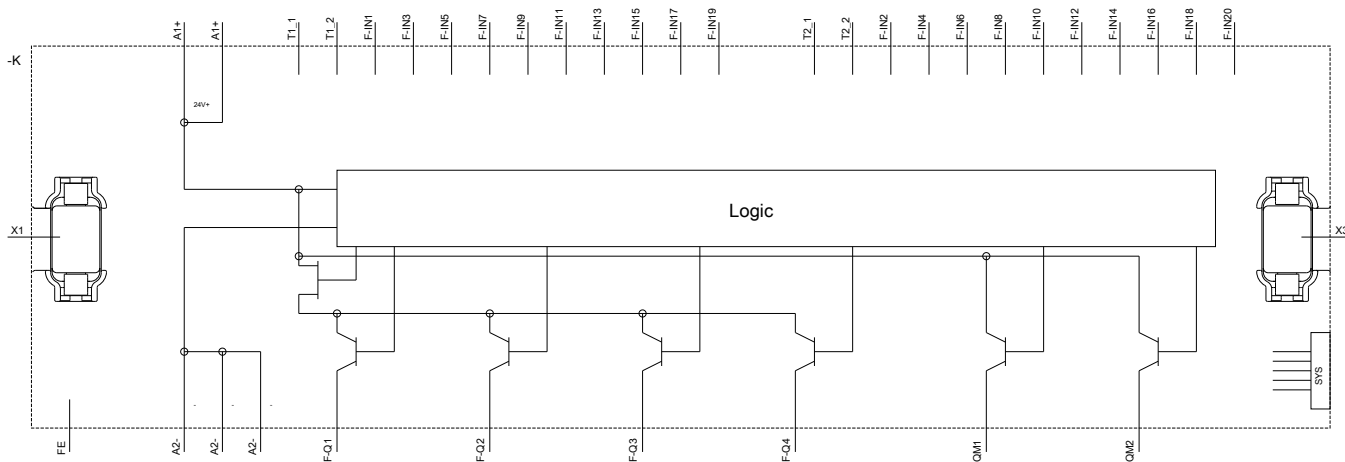 A1+
A1+
T1_1
T1_2
F-IN1
F-IN3
F-IN5
F-IN7
F-IN9
F-IN11
F-IN13
F-IN15
F-IN17
F-IN19
T2_1
T2_2
F-IN2
F-IN4
F-IN6
F-IN8
F-IN10
F-IN12
F-IN14
F-IN16
F-IN18
F-IN20
-K
24V+
Logic
X1
X3
SYS
-
-
-
FE
A2-
A2-
A2-
F-Q1
F-Q2
F-Q3
F-Q4
QM1
QM2